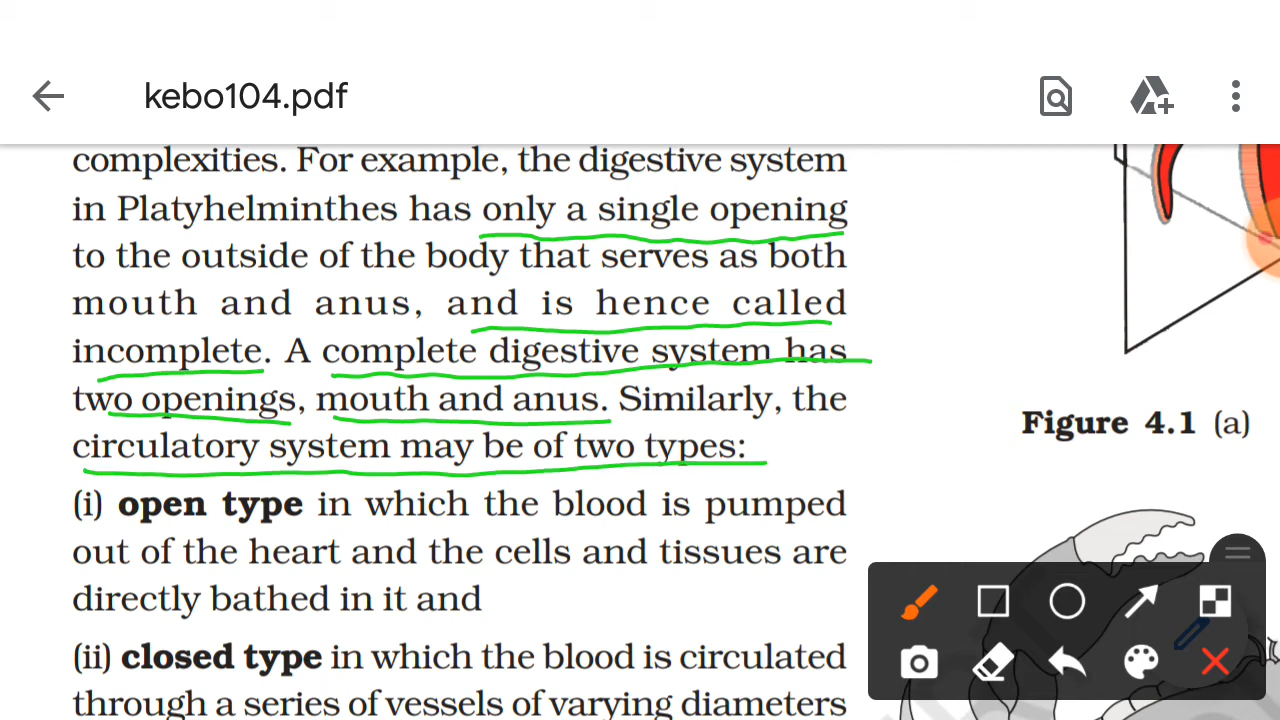 kebo104.pdf
complexities. For example, the digestive system
in Platyhelminthes has only a single opening
to the outside of the body that serves as both
mouth and anus, and is hence called
incomplete. A complete digestive system has
two openings, mouth and anus. Similarly, the
circulatory system may be of two types:
(i) open type in which the blood is pumped
out of the heart and the cells and tissues are
directly bathed in it and
(ii) closed type in which the blood is circulated
through a series of vessels of varying diameters
Figure 4.1 (a)